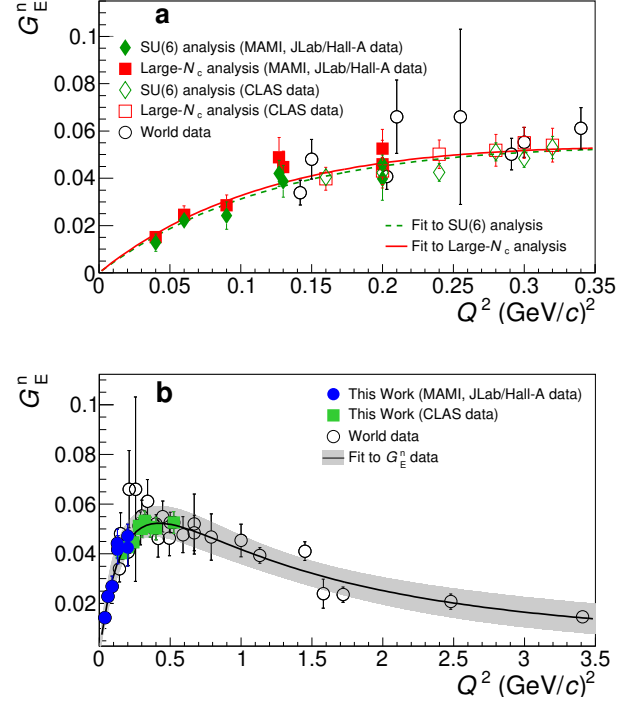 G_E^n
a
0.1
0.08
0.06
0.04
0.02
0
SU(6) analysis (MAMI, JLab/Hall-A data)
Large-N_c analysis (MAMI, JLab/Hall-A data)
SU(6) analysis (CLAS data)
Large-N_c analysis (CLAS data)
World data
Fit to SU(6) analysis
Fit to Large-N_c analysis
0 0.05 0.1 0.15 0.2 0.25 0.3 0.35
Q^2 (GeV/c)^2
G_E^n
b
0.1
0.08
0.06
0.04
0.02
This Work (MAMI, JLab/Hall-A data)
This Work (CLAS data)
World data
Fit to G_E^n data
0 0.5 1 1.5 2 2.5 3 3.5
Q^2 (GeV/c)^2